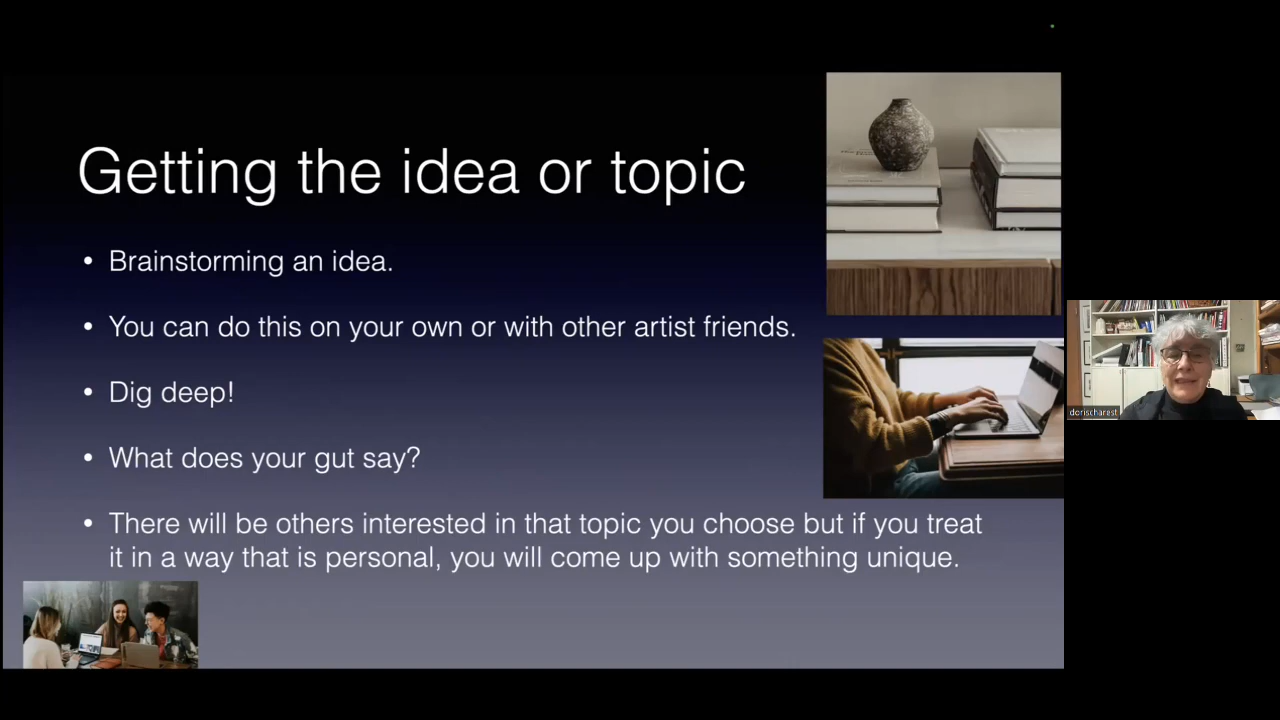 Getting the idea or topic
• Brainstorming an idea.
• You can do this on your own or with other artist friends.
• Dig deep!
• What does your gut say?
• There will be others interested in that topic you choose but if you treat
it in a way that is personal, you will come up with something unique.
dorischarest